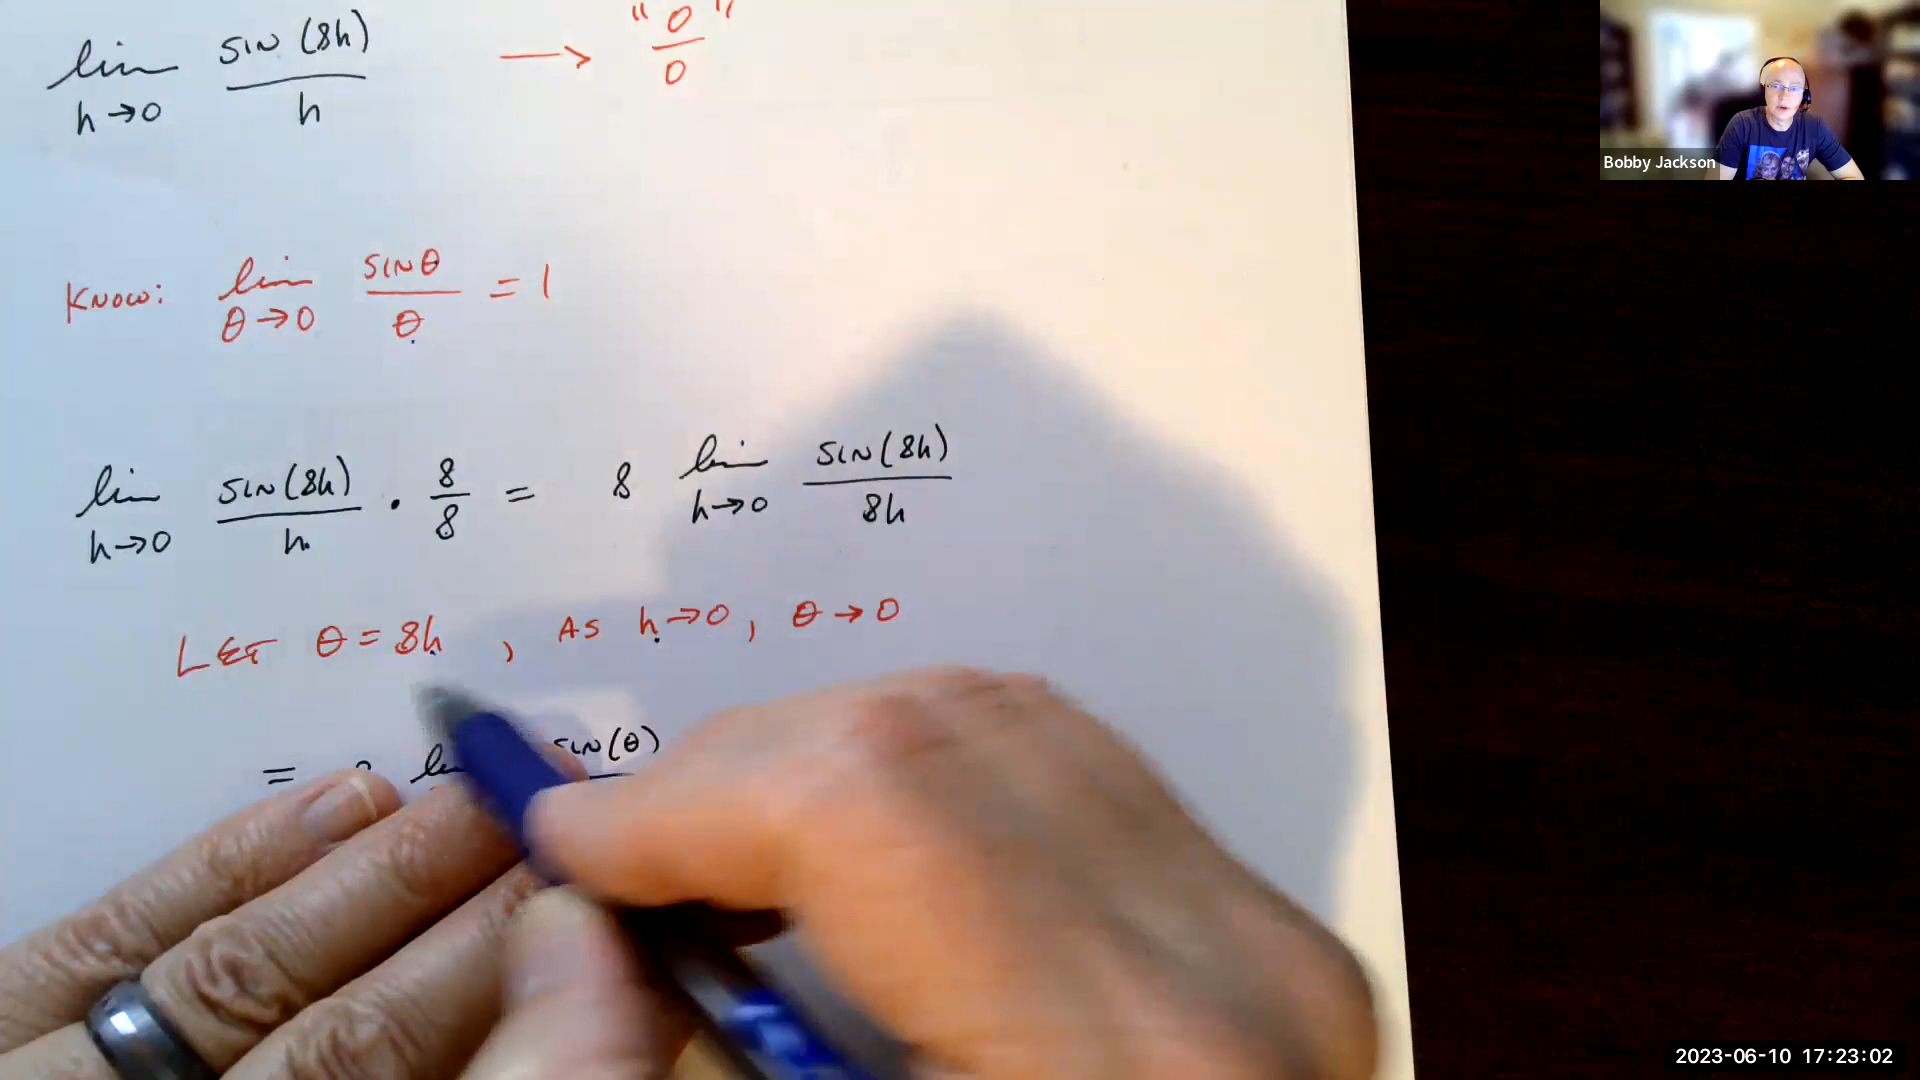 lim sin(8h) / h → "0/0"
h→0
Know: lim sinθ / θ = 1
θ→0
lim sin(8h) / h · 8/8 = 8 lim sin(8h) / 8h
h→0 h→0
LET θ = 8h , AS h→0, θ→0
= sin(θ)
Bobby Jackson
2023-06-10 17:23:02